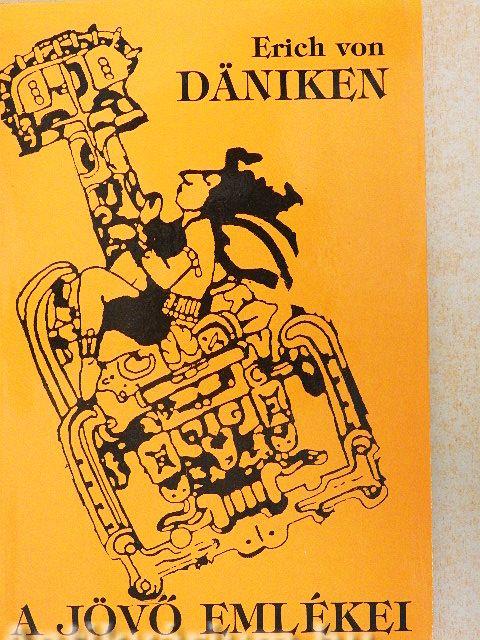 Erich von
DÄNIKEN
A JÖVŐ EMLÉKEI